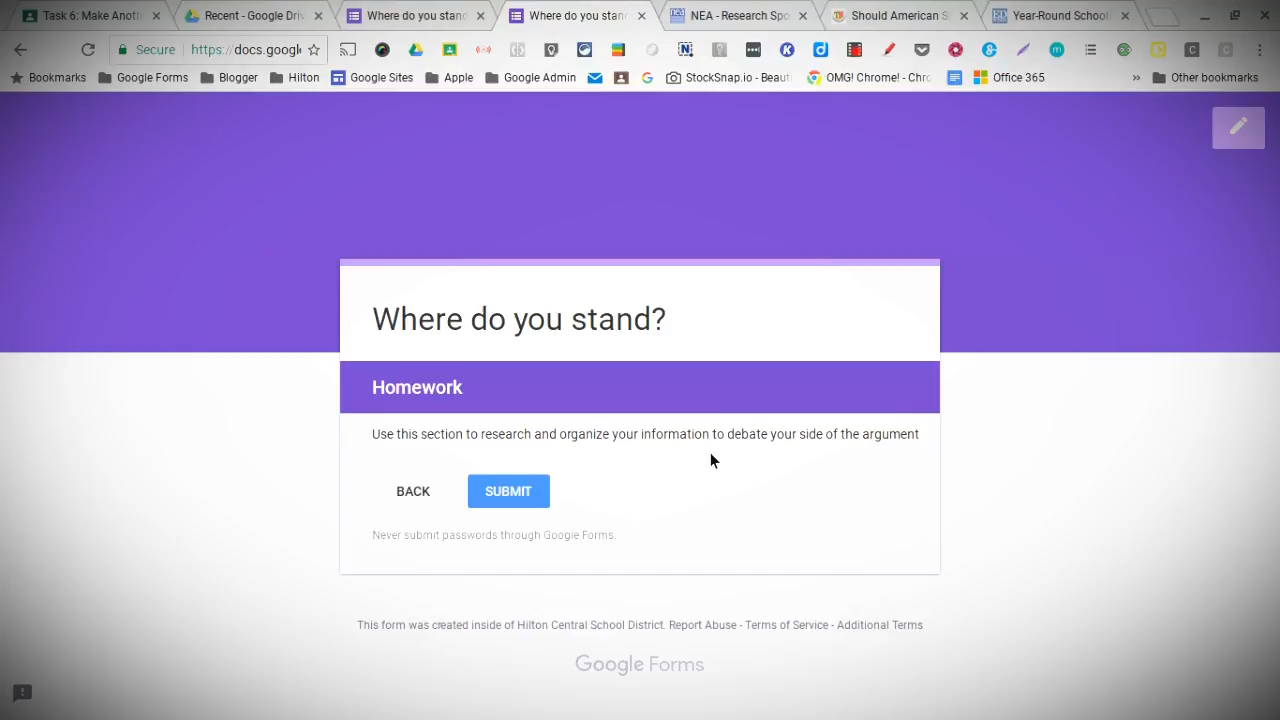 Task 6: Make Anoth
Recent - Google Driv
Where do you stand
Where do you stan
NEA - Research Spo
Should American S
Year-Round School
Secure https://docs.googl
Bookmarks Google Forms Blogger Hilton Google Sites Apple Google Admin StockSnap.io - Beaut OMG! Chrome! - Chro Office 365 » Other bookmarks
Where do you stand?
Homework
Use this section to research and organize your information to debate your side of the argument
BACK SUBMIT
Never submit passwords through Google Forms.
This form was created inside of Hilton Central School District. Report Abuse - Terms of Service - Additional Terms
Google Forms